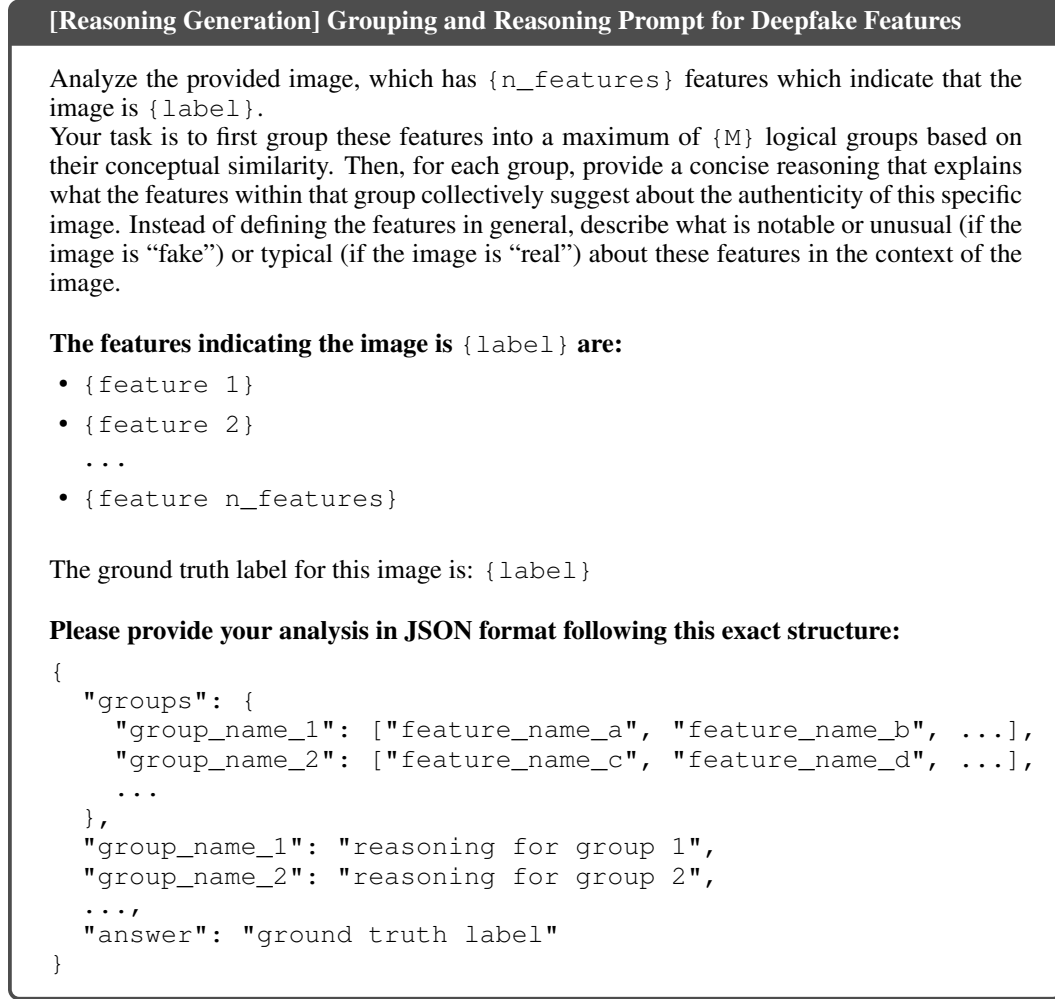 [Reasoning Generation] Grouping and Reasoning Prompt for Deepfake Features
Analyze the provided image, which has {n_features} features which indicate that the
image is {label}.
Your task is to first group these features into a maximum of {M} logical groups based on
their conceptual similarity. Then, for each group, provide a concise reasoning that explains
what the features within that group collectively suggest about the authenticity of this specific
image. Instead of defining the features in general, describe what is notable or unusual (if the
image is “fake”) or typical (if the image is “real”) about these features in the context of the
image.
The features indicating the image is {label} are:
• {feature 1}
• {feature 2}
...
• {feature n_features}
The ground truth label for this image is: {label}
Please provide your analysis in JSON format following this exact structure:
{
  "groups": {
    "group_name_1": ["feature_name_a", "feature_name_b", ...],
    "group_name_2": ["feature_name_c", "feature_name_d", ...],
    ...
  },
  "group_name_1": "reasoning for group 1",
  "group_name_2": "reasoning for group 2",
  ...,
  "answer": "ground truth label"
}